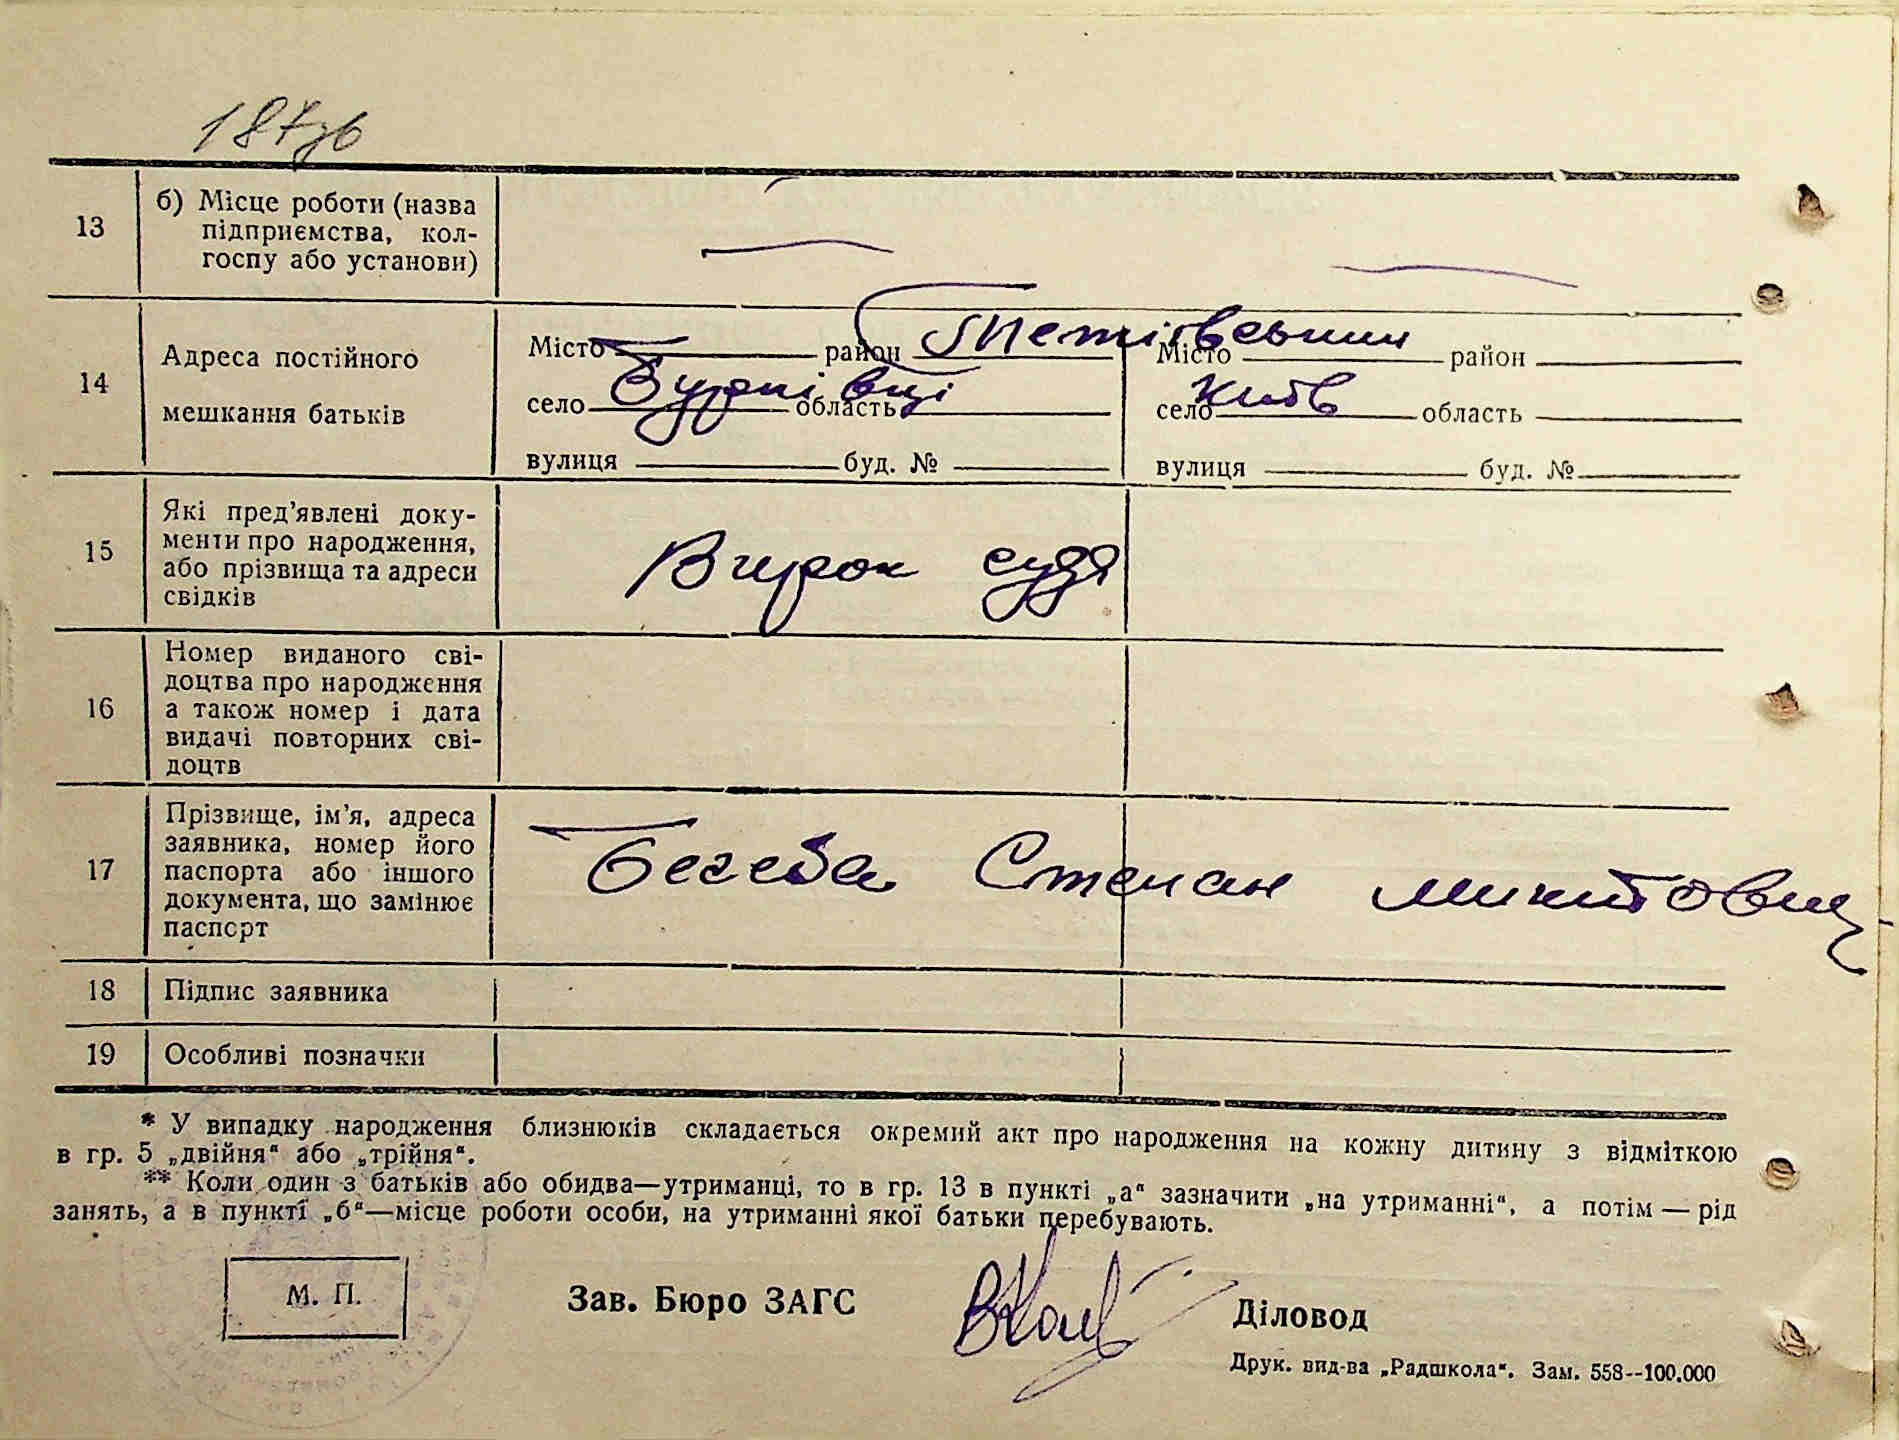 187зв
13
б) Місце роботи (назва
підприємства, кол-
госпу або установи)
14
Адреса постійного
мешкання батьків
Місто район Тетіївський Місто район
село область село Київ область
вулиця буд. № вулиця буд. №
15
Які пред'явлені доку-
менти про народження,
або прізвища та адреси
свідків
Вирок суда
16
Номер виданого сві-
доцтва про народження
а також номер і дата
видачі повторних сві-
доцтв
17
Прізвище, ім'я, адреса
заявника, номер його
паспорта або іншого
документа, що замінює
паспорт
Степан Микитович
18
Підпис заявника
19
Особливі позначки
* У випадку народження близнюків складається окремий акт про народження на кожну дитину з відміткою
в гр. 5 „двійня“ або „трійня“.
** Коли один з батьків або обидва—утриманці, то в гр. 13 в пункті „а“ зазначити „на утриманні“, а потім — рід
занять, а в пункті „б“—місце роботи особи, на утриманні якої батьки перебувають.
М. П.
Зав. Бюро ЗАГС
Діловод
Друк. вид-ва „Радшкола“. Зам. 558--100.000